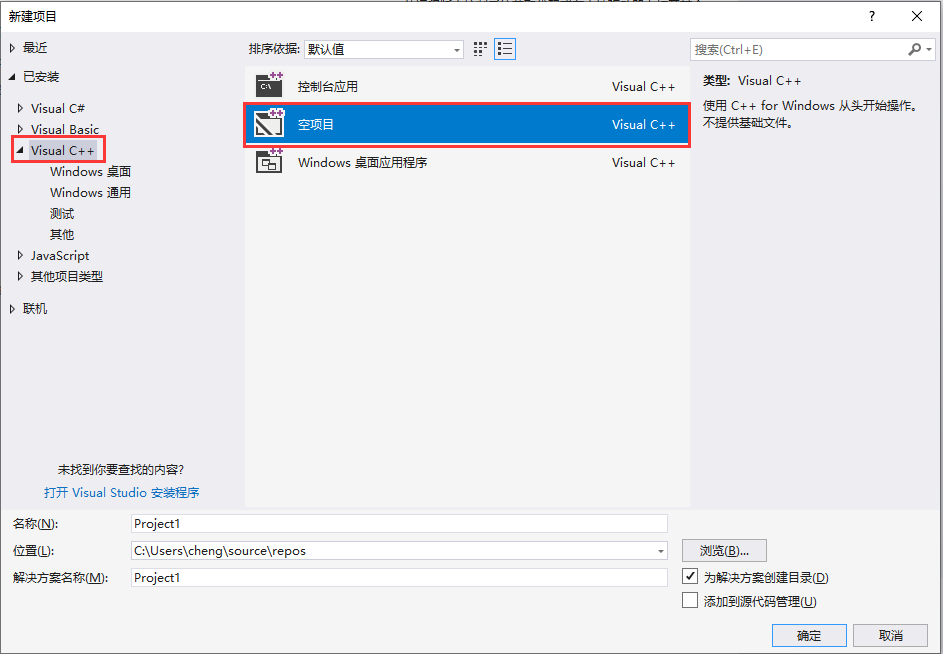 新建项目
?
最近
已安装
Visual C#
Visual Basic
Visual C++
Windows 桌面
Windows 通用
测试
其他
JavaScript
其他项目类型
联机
未找到你要查找的内容?
打开 Visual Studio 安装程序
排序依据: 默认值
控制台应用 Visual C++
空项目 Visual C++
Windows 桌面应用程序 Visual C++
搜索(Ctrl+E)
类型: Visual C++
使用 C++ for Windows 从头开始操作。
不提供基础文件。
名称(N): Project1
位置(L): C:\Users\cheng\source\repos 浏览(B)...
解决方案名称(M): Project1 为解决方案创建目录(D)
添加到源代码管理(U)
确定 取消